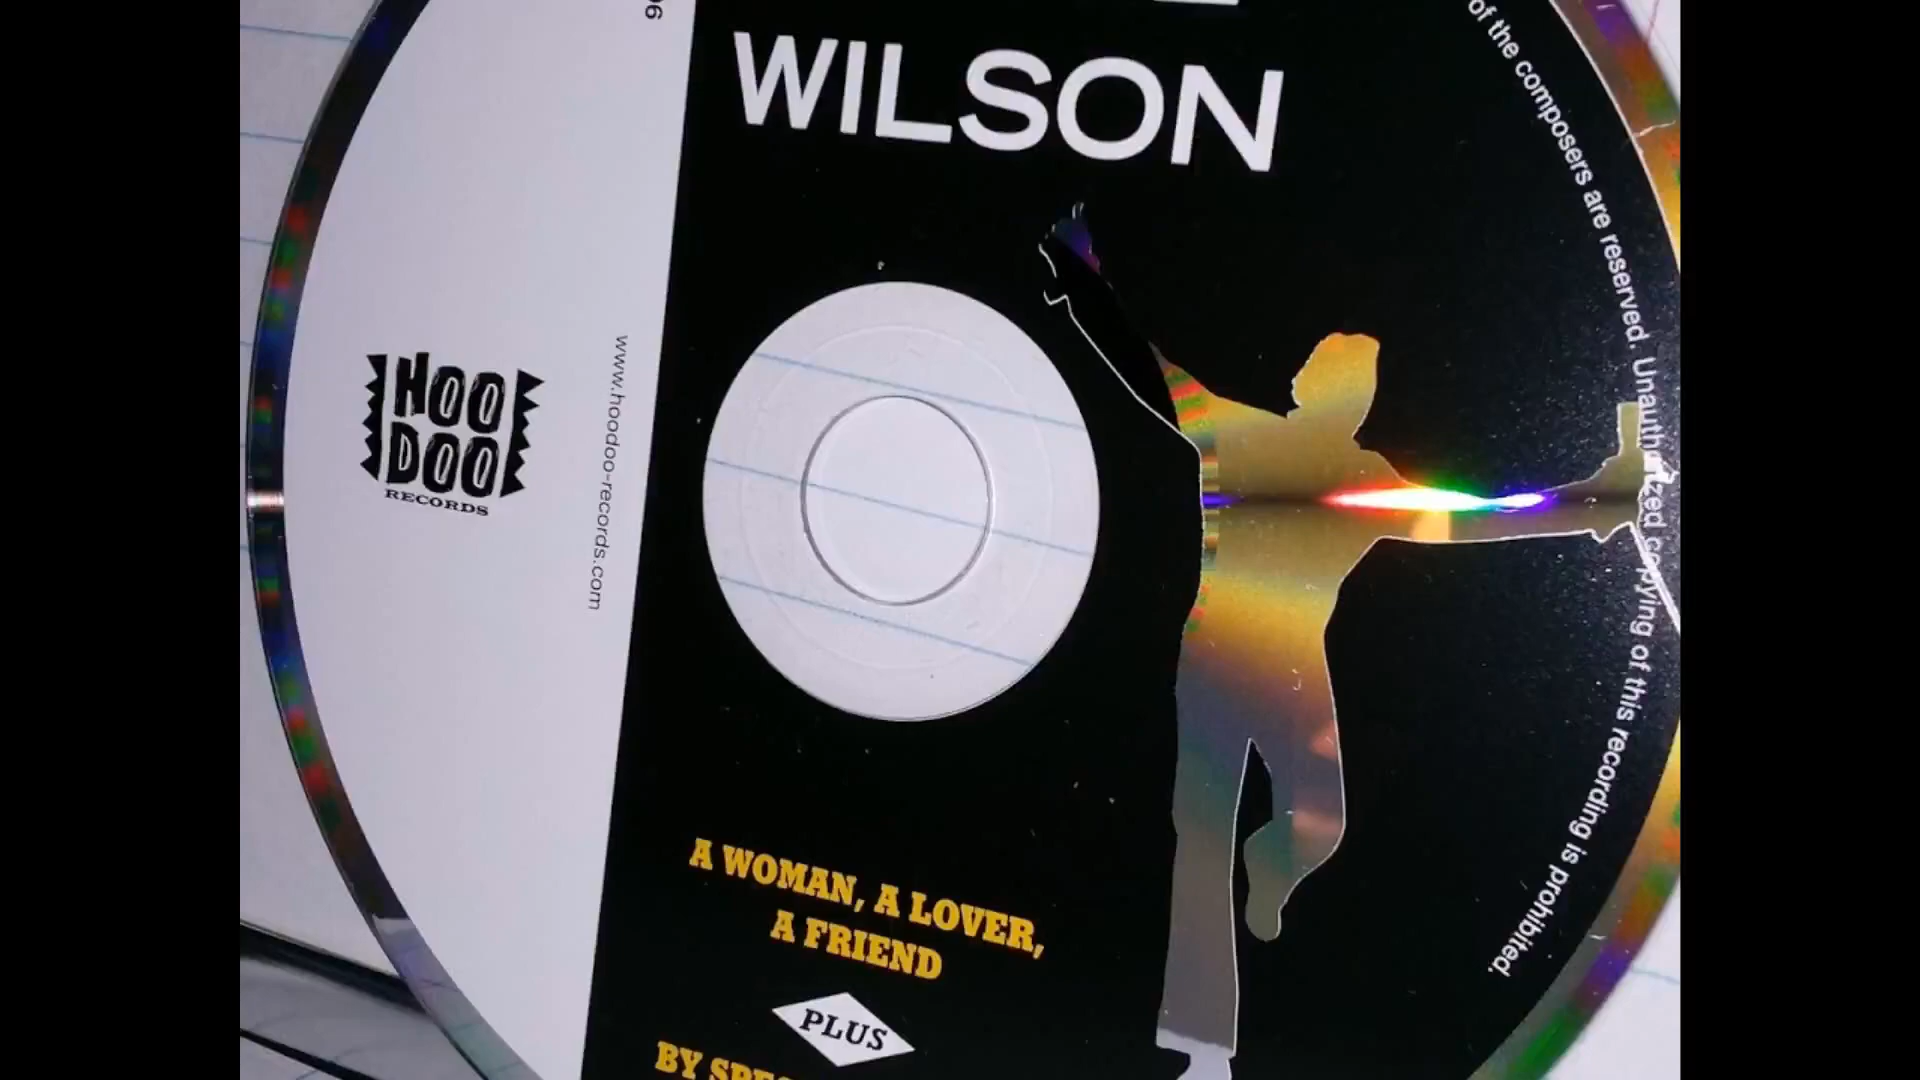 WILSON
of the composers are reserved. Unauthorized copying of this recording is prohibited.
HOO
DOO
RECORDS
www.hoodoo-records.com
A WOMAN, A LOVER,
A FRIEND
PLUS
BY